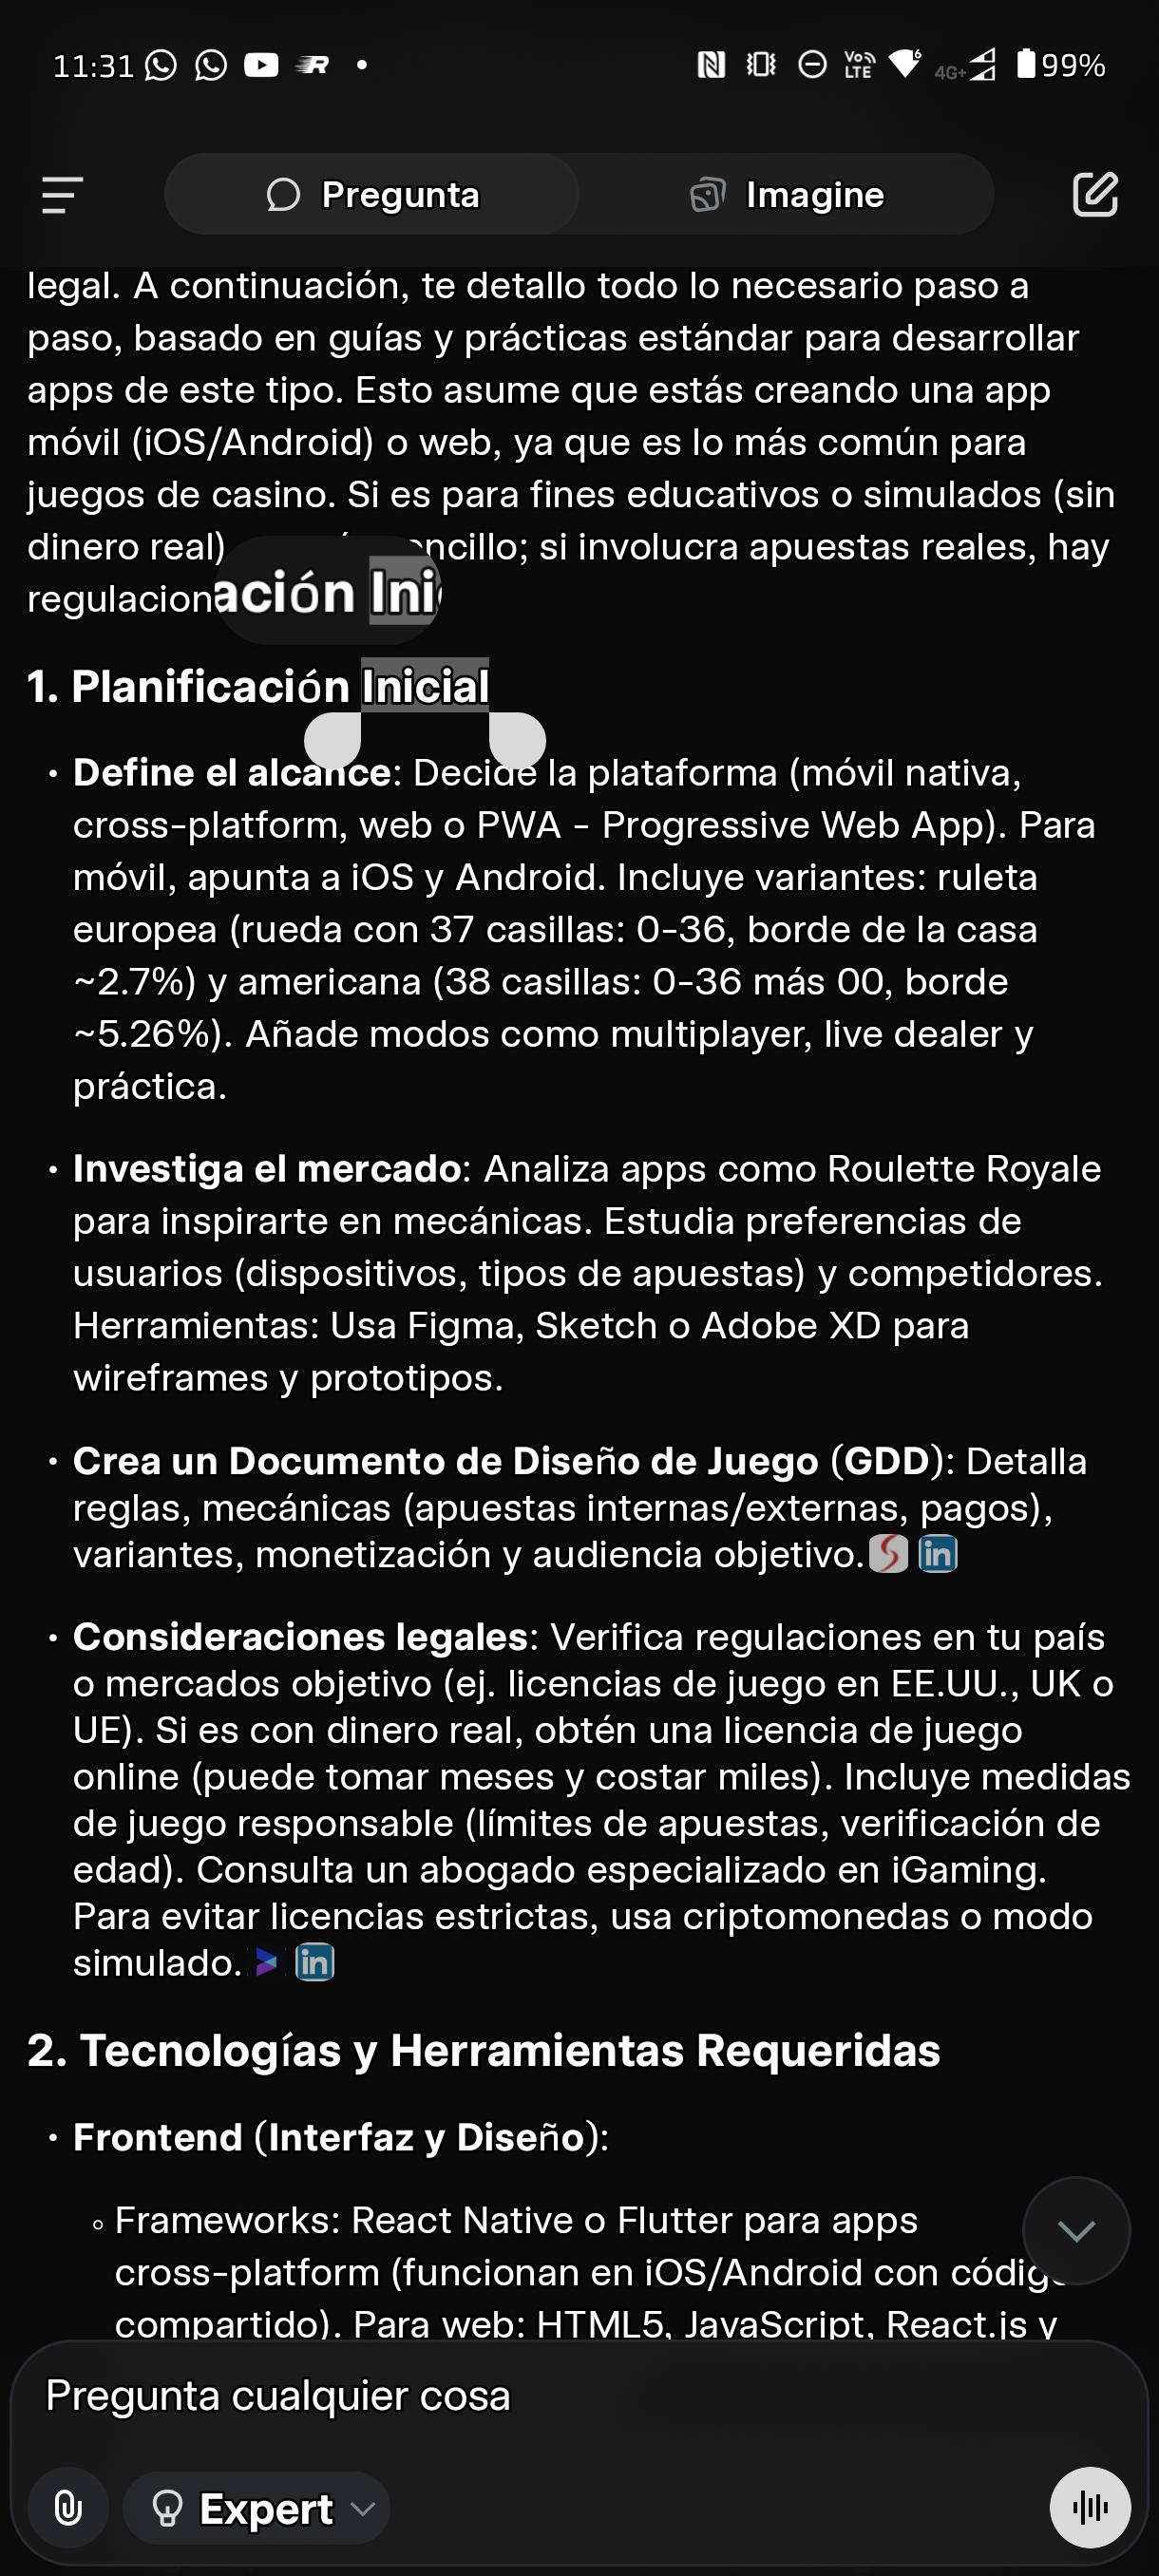 11:31
VoLTE
6
4G+
99%
Pregunta
Imagine
legal. A continuación, te detallo todo lo necesario paso a
paso, basado en guías y prácticas estándar para desarrollar
apps de este tipo. Esto asume que estás creando una app
móvil (iOS/Android) o web, ya que es lo más común para
juegos de casino. Si es para fines educativos o simulados (sin
dinero real) ncillo; si involucra apuestas reales, hay
regulacion
ación Ini
1. Planificación Inicial
• Define el alcance: Decide la plataforma (móvil nativa,
cross-platform, web o PWA - Progressive Web App). Para
móvil, apunta a iOS y Android. Incluye variantes: ruleta
europea (rueda con 37 casillas: 0-36, borde de la casa
~2.7%) y americana (38 casillas: 0-36 más 00, borde
~5.26%). Añade modos como multiplayer, live dealer y
práctica.
• Investiga el mercado: Analiza apps como Roulette Royale
para inspirarte en mecánicas. Estudia preferencias de
usuarios (dispositivos, tipos de apuestas) y competidores.
Herramientas: Usa Figma, Sketch o Adobe XD para
wireframes y prototipos.
• Crea un Documento de Diseño de Juego (GDD): Detalla
reglas, mecánicas (apuestas internas/externas, pagos),
variantes, monetización y audiencia objetivo. in
• Consideraciones legales: Verifica regulaciones en tu país
o mercados objetivo (ej. licencias de juego en EE.UU., UK o
UE). Si es con dinero real, obtén una licencia de juego
online (puede tomar meses y costar miles). Incluye medidas
de juego responsable (límites de apuestas, verificación de
edad). Consulta un abogado especializado en iGaming.
Para evitar licencias estrictas, usa criptomonedas o modo
simulado. in
2. Tecnologías y Herramientas Requeridas
• Frontend (Interfaz y Diseño):
◦ Frameworks: React Native o Flutter para apps
cross-platform (funcionan en iOS/Android con código
compartido). Para web: HTML5, JavaScript, React.js y
Pregunta cualquier cosa
Expert